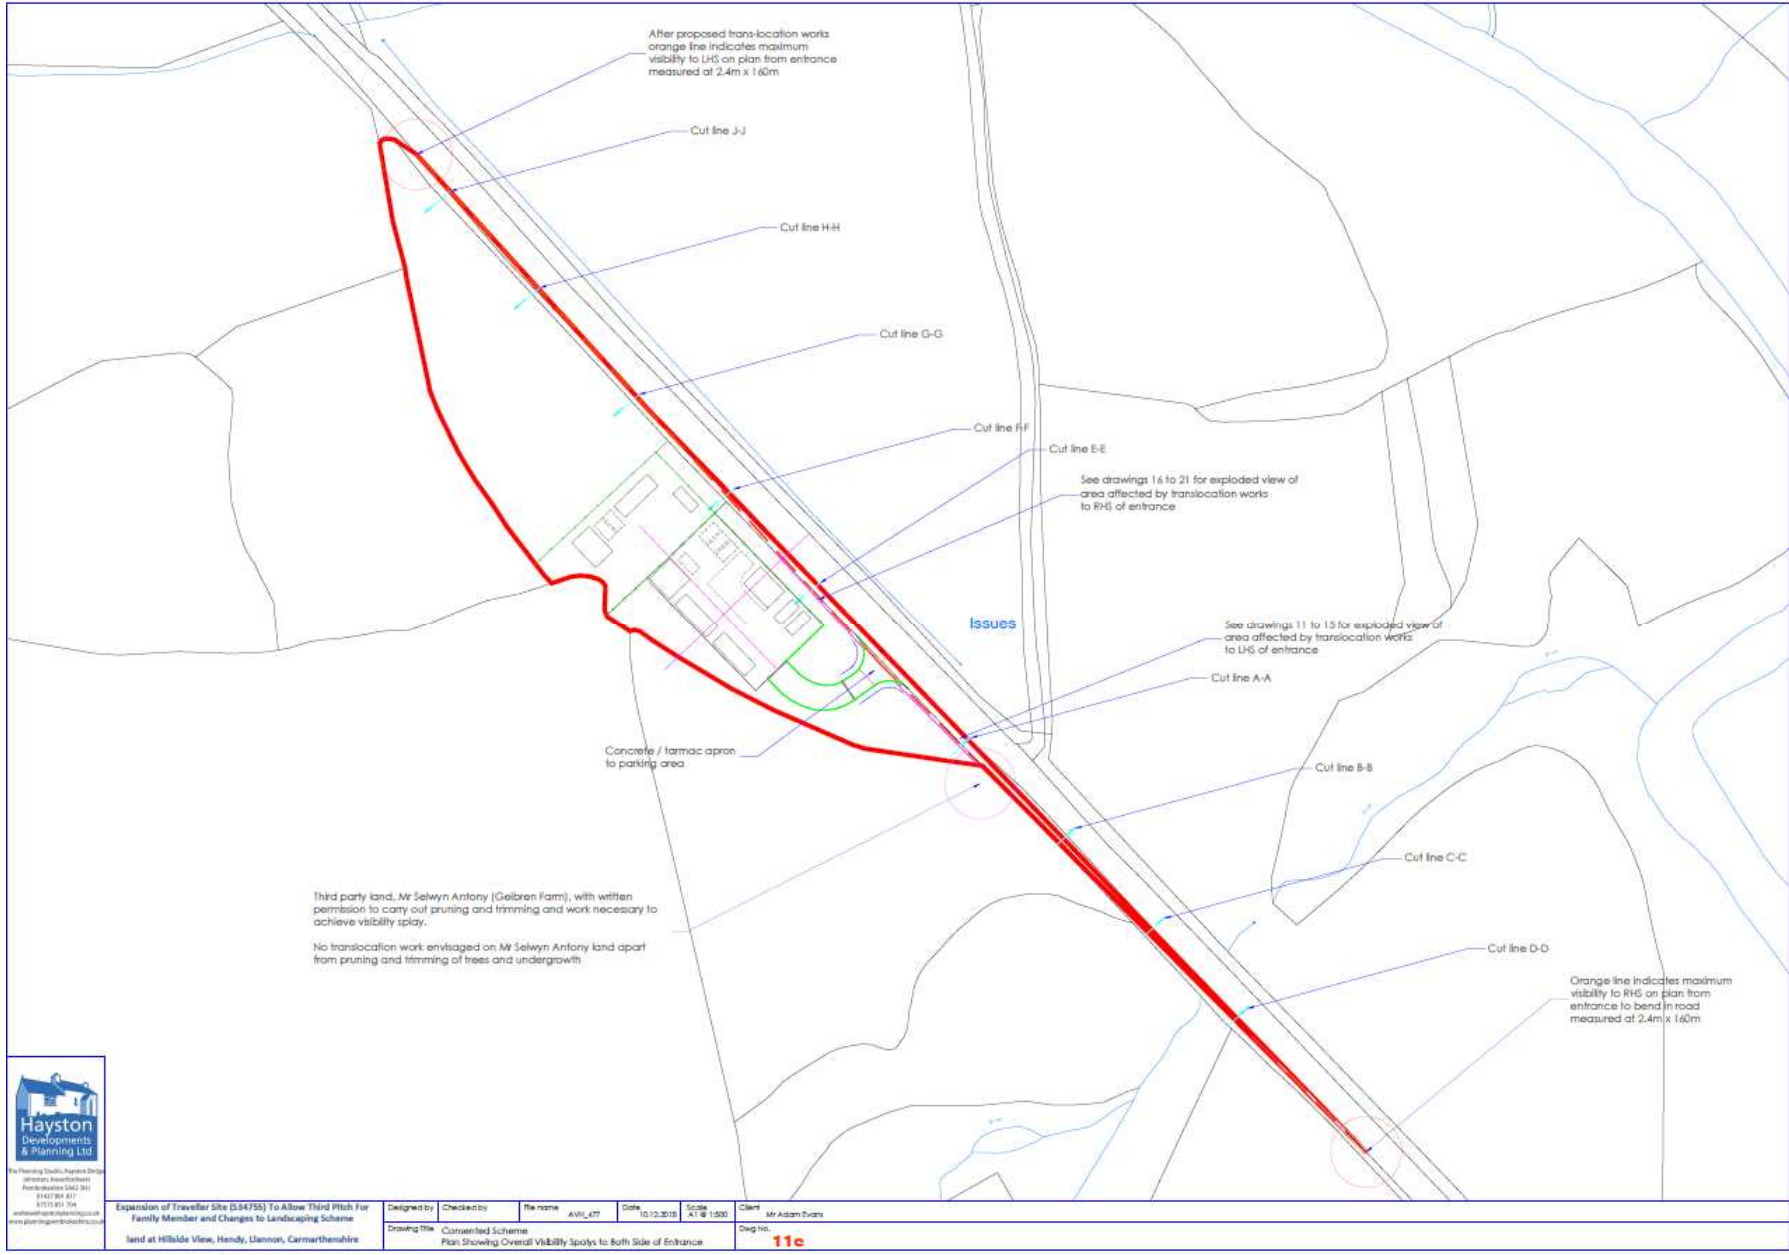 After proposed trans-location works
orange line indicates maximum
visibility to LHS on plan from entrance
measured at 2.4m x 160m
Cut line J-J
Cut line H-H
Cut line G-G
Cut line F-F
Cut line E-E
See drawings 16 to 21 for exploded view of
area affected by translocation works
to RHS of entrance
Issues
See drawings 11 to 15 for exploded view of
area affected by translocation works
to LHS of entrance
Cut line A-A
Concrete / tarmac apron
to parking area
Cut line B-B
Cut line C-C
Third party land, Mr Selwyn Antony (Gelbren Farm), with written
permission to carry out pruning and trimming and work necessary to
achieve visibility splay.
No translocation work envisaged on Mr Selwyn Antony land apart
from pruning and trimming of trees and undergrowth
Cut line D-D
Orange line indicates maximum
visibility to RHS on plan from
entrance to bend in road
measured at 2.4m x 160m
Hayston
Developments
& Planning Ltd
Expansion of Traveller Site (S34755) To Allow Third Pitch For
Family Member and Changes to Landscaping Scheme
land at Hillside View, Hendy, Llannon, Carmarthenshire
Designed by
Checked by
File name AVH_477
Date 10.12.2018
Scale A1 @ 1:500
Client Mr Adam Evans
Drawing Title Consented Scheme
Plan Showing Overall Visibility Spalys to Both Side of Entrance
Dwg No. 11c